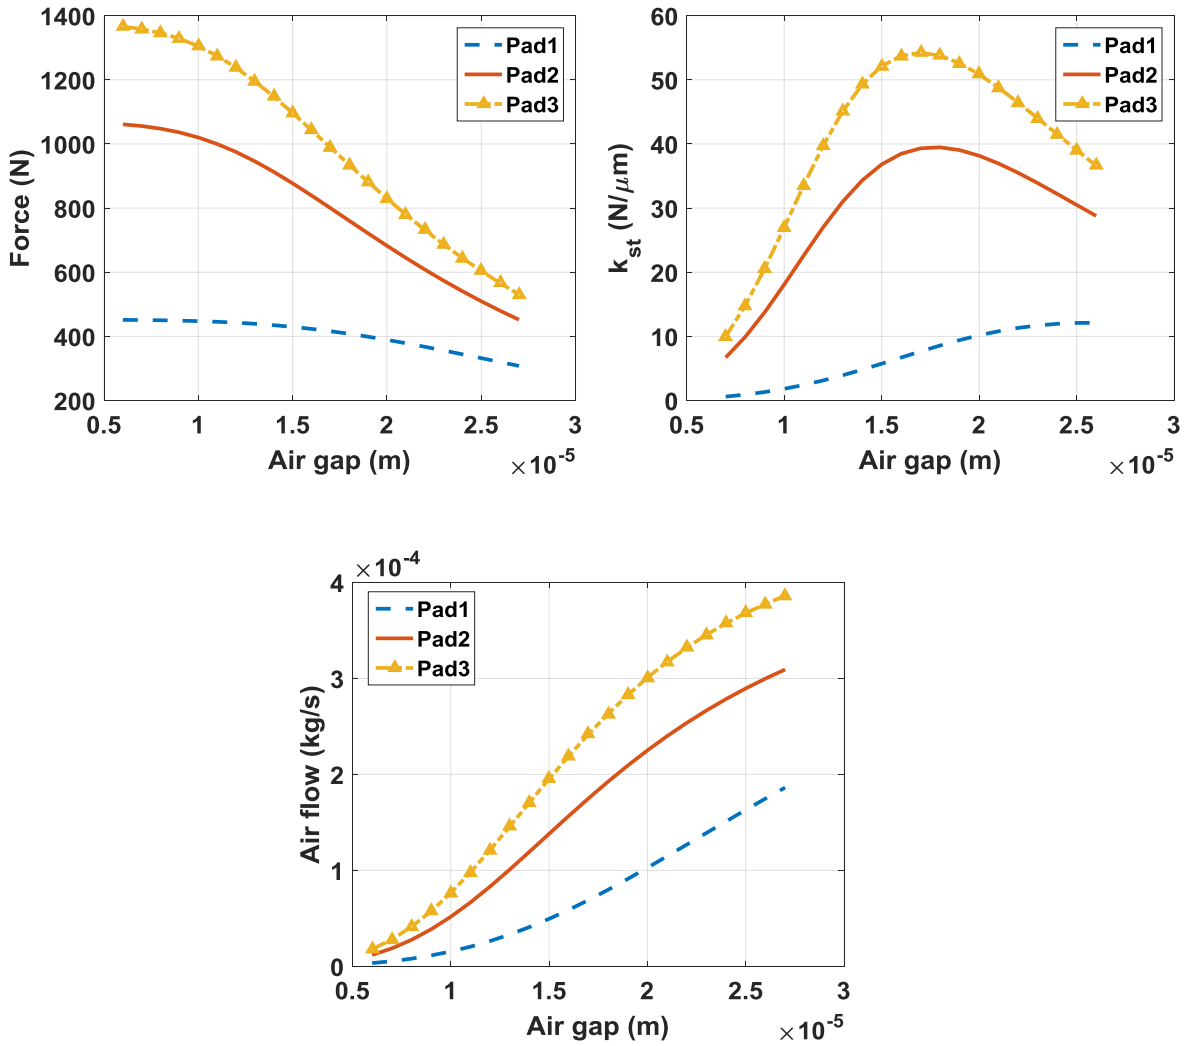 1400
1200
1000
800
600
400
200
0.5
1
1.5
2
2.5
3
Air gap (m)
×10-5
Force (N)
Pad1
Pad2
Pad3
60
50
40
30
20
10
0
0.5
1
1.5
2
2.5
3
Air gap (m)
×10-5
kst (N/μm)
Pad1
Pad2
Pad3
×10-4
4
3
2
1
0
0.5
1
1.5
2
2.5
3
Air gap (m)
×10-5
Air flow (kg/s)
Pad1
Pad2
Pad3